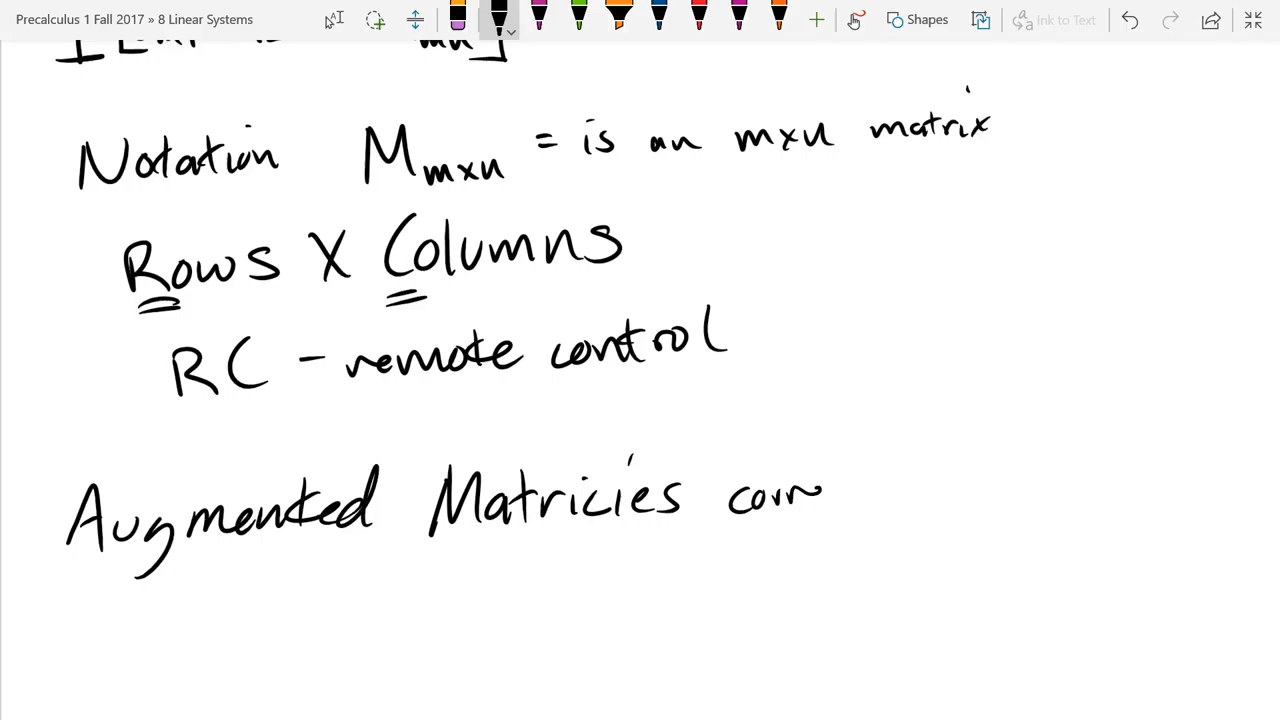 Precalculus 1 Fall 2017 » 8 Linear Systems
Shapes
Ink to Text
Notation M m×n = is an m×n matrix
Rows X Columns
RC – remote control
Augmented Matricies